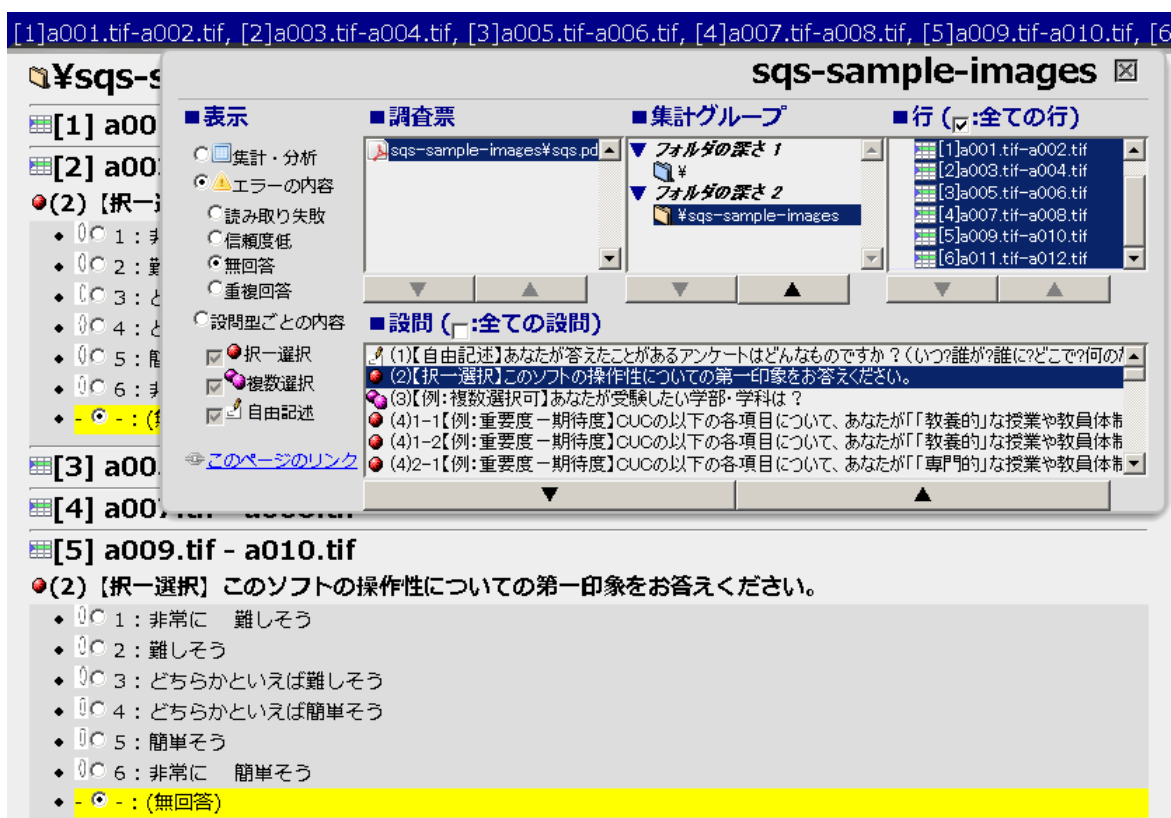 [1]a001.tif-a002.tif, [2]a003.tif-a004.tif, [3]a005.tif-a006.tif, [4]a007.tif-a008.tif, [5]a009.tif-a010.tif, [6
¥sqs-s
[1] a00
[2] a00
(2)【択一
1：
2：
3：
4：
5：
6：
- - : (
[3] a00
[4] a00
sqs-sample-images
■表示
集計・分析
エラーの内容
読み取り失敗
信頼度低
無回答
重複回答
設問型ごとの内容
択一選択
複数選択
自由記述
このページのリンク
■調査票
sqs-sample-images¥sqs.pd
■集計グループ
▼ フォルダの深さ 1
¥
▼ フォルダの深さ 2
¥sqs-sample-images
■行 (:全ての行)
[1]a001.tif-a002.tif
[2]a003.tif-a004.tif
[3]a005.tif-a006.tif
[4]a007.tif-a008.tif
[5]a009.tif-a010.tif
[6]a011.tif-a012.tif
■設問 (:全ての設問)
(1)【自由記述】あなたが答えたことがあるアンケートはどんなものですか？(いつ?誰が?誰に?どこで?何の
(2)【択一選択】このソフトの操作性についての第一印象をお答えください。
(3)【例:複数選択可】あなたが受験したい学部・学科は？
(4)1-1【例:重要度－期待度】CUCの以下の各項目について、あなたが「「教養的」な授業や教員体制
(4)1-2【例:重要度－期待度】CUCの以下の各項目について、あなたが「「教養的」な授業や教員体制
(4)2-1【例:重要度－期待度】CUCの以下の各項目について、あなたが「「専門的」な授業や教員体制
[5] a009.tif - a010.tif
(2)【択一選択】このソフトの操作性についての第一印象をお答えください。
1：非常に　難しそう
2：難しそう
3：どちらかといえば難しそう
4：どちらかといえば簡単そう
5：簡単そう
6：非常に　簡単そう
- - : (無回答)